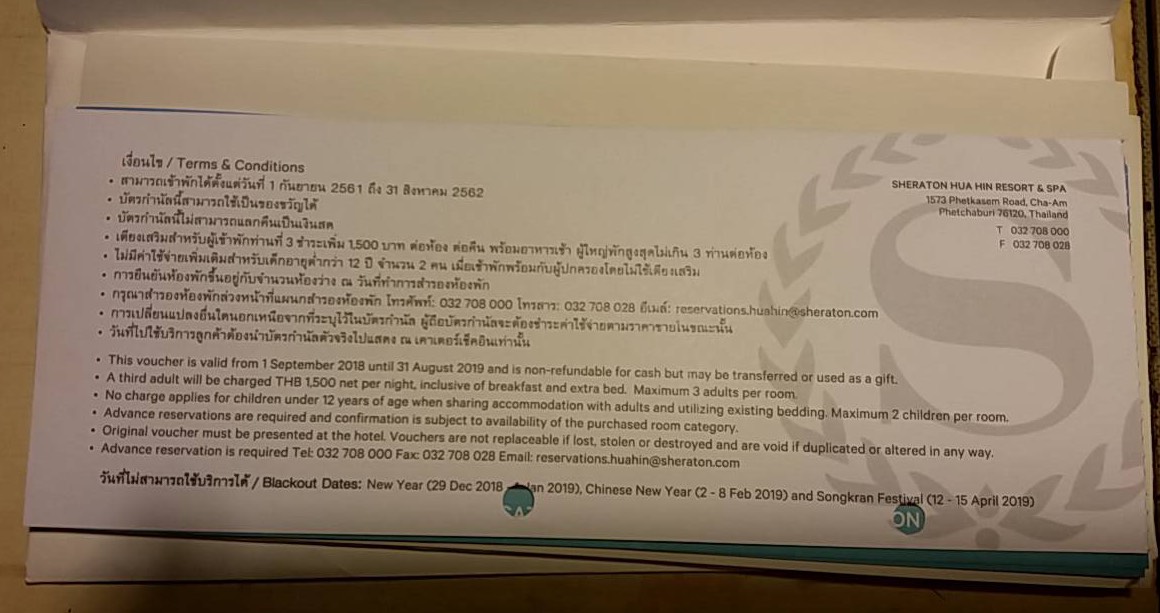 เงื่อนไข / Terms & Conditions
• สามารถเข้าพักได้ตั้งแต่วันที่ 1 กันยายน 2561 ถึง 31 สิงหาคม 2562
• บัตรกำนัลนี้สามารถใช้เป็นของขวัญได้
• บัตรกำนัลนี้ไม่สามารถแลกคืนเป็นเงินสด
• เตียงเสริมสำหรับผู้เข้าพักท่านที่ 3 ชำระเพิ่ม 1,500 บาท ต่อห้อง ต่อคืน พร้อมอาหารเช้า ผู้ใหญ่พักสูงสุดไม่เกิน 3 ท่านต่อห้อง
• ไม่มีค่าใช้จ่ายเพิ่มเติมสำหรับเด็กอายุต่ำกว่า 12 ปี จำนวน 2 คน เมื่อเข้าพักพร้อมกับผู้ปกครองโดยไม่ใช้เตียงเสริม
• การยืนยันห้องพักขึ้นอยู่กับจำนวนห้องว่าง ณ วันที่ทำการสำรองห้องพัก
• กรุณาสำรองห้องพักล่วงหน้าที่แผนกสำรองห้องพัก โทรศัพท์: 032 708 000 โทรสาร: 032 708 028 อีเมล์: reservations.huahin@sheraton.com
• การเปลี่ยนแปลงอื่นใดนอกเหนือจากที่ระบุไว้ในบัตรกำนัล ผู้ถือบัตรกำนัลจะต้องชำระค่าใช้จ่ายตามราคาขายในขณะนั้น
• วันที่ไปใช้บริการลูกค้าต้องนำบัตรกำนัลตัวจริงไปแสดง ณ เคาเตอร์เช็คอินเท่านั้น
• This voucher is valid from 1 September 2018 until 31 August 2019 and is non-refundable for cash but may be transferred or used as a gift.
• A third adult will be charged THB 1,500 net per night, inclusive of breakfast and extra bed. Maximum 3 adults per room.
• No charge applies for children under 12 years of age when sharing accommodation with adults and utilizing existing bedding. Maximum 2 children per room.
• Advance reservations are required and confirmation is subject to availability of the purchased room category.
• Original voucher must be presented at the hotel. Vouchers are not replaceable if lost, stolen or destroyed and are void if duplicated or altered in any way.
• Advance reservation is required Tel: 032 708 000 Fax: 032 708 028 Email: reservations.huahin@sheraton.com
วันที่ไม่สามารถใช้บริการได้ / Blackout Dates: New Year (29 Dec 2018 - Jan 2019), Chinese New Year (2 - 8 Feb 2019) and Songkran Festival (12 - 15 April 2019)
SHERATON HUA HIN RESORT & SPA
1573 Phetkasem Road, Cha-Am
Phetchaburi 76120, Thailand
T 032 708 000
F 032 708 028
S
ON